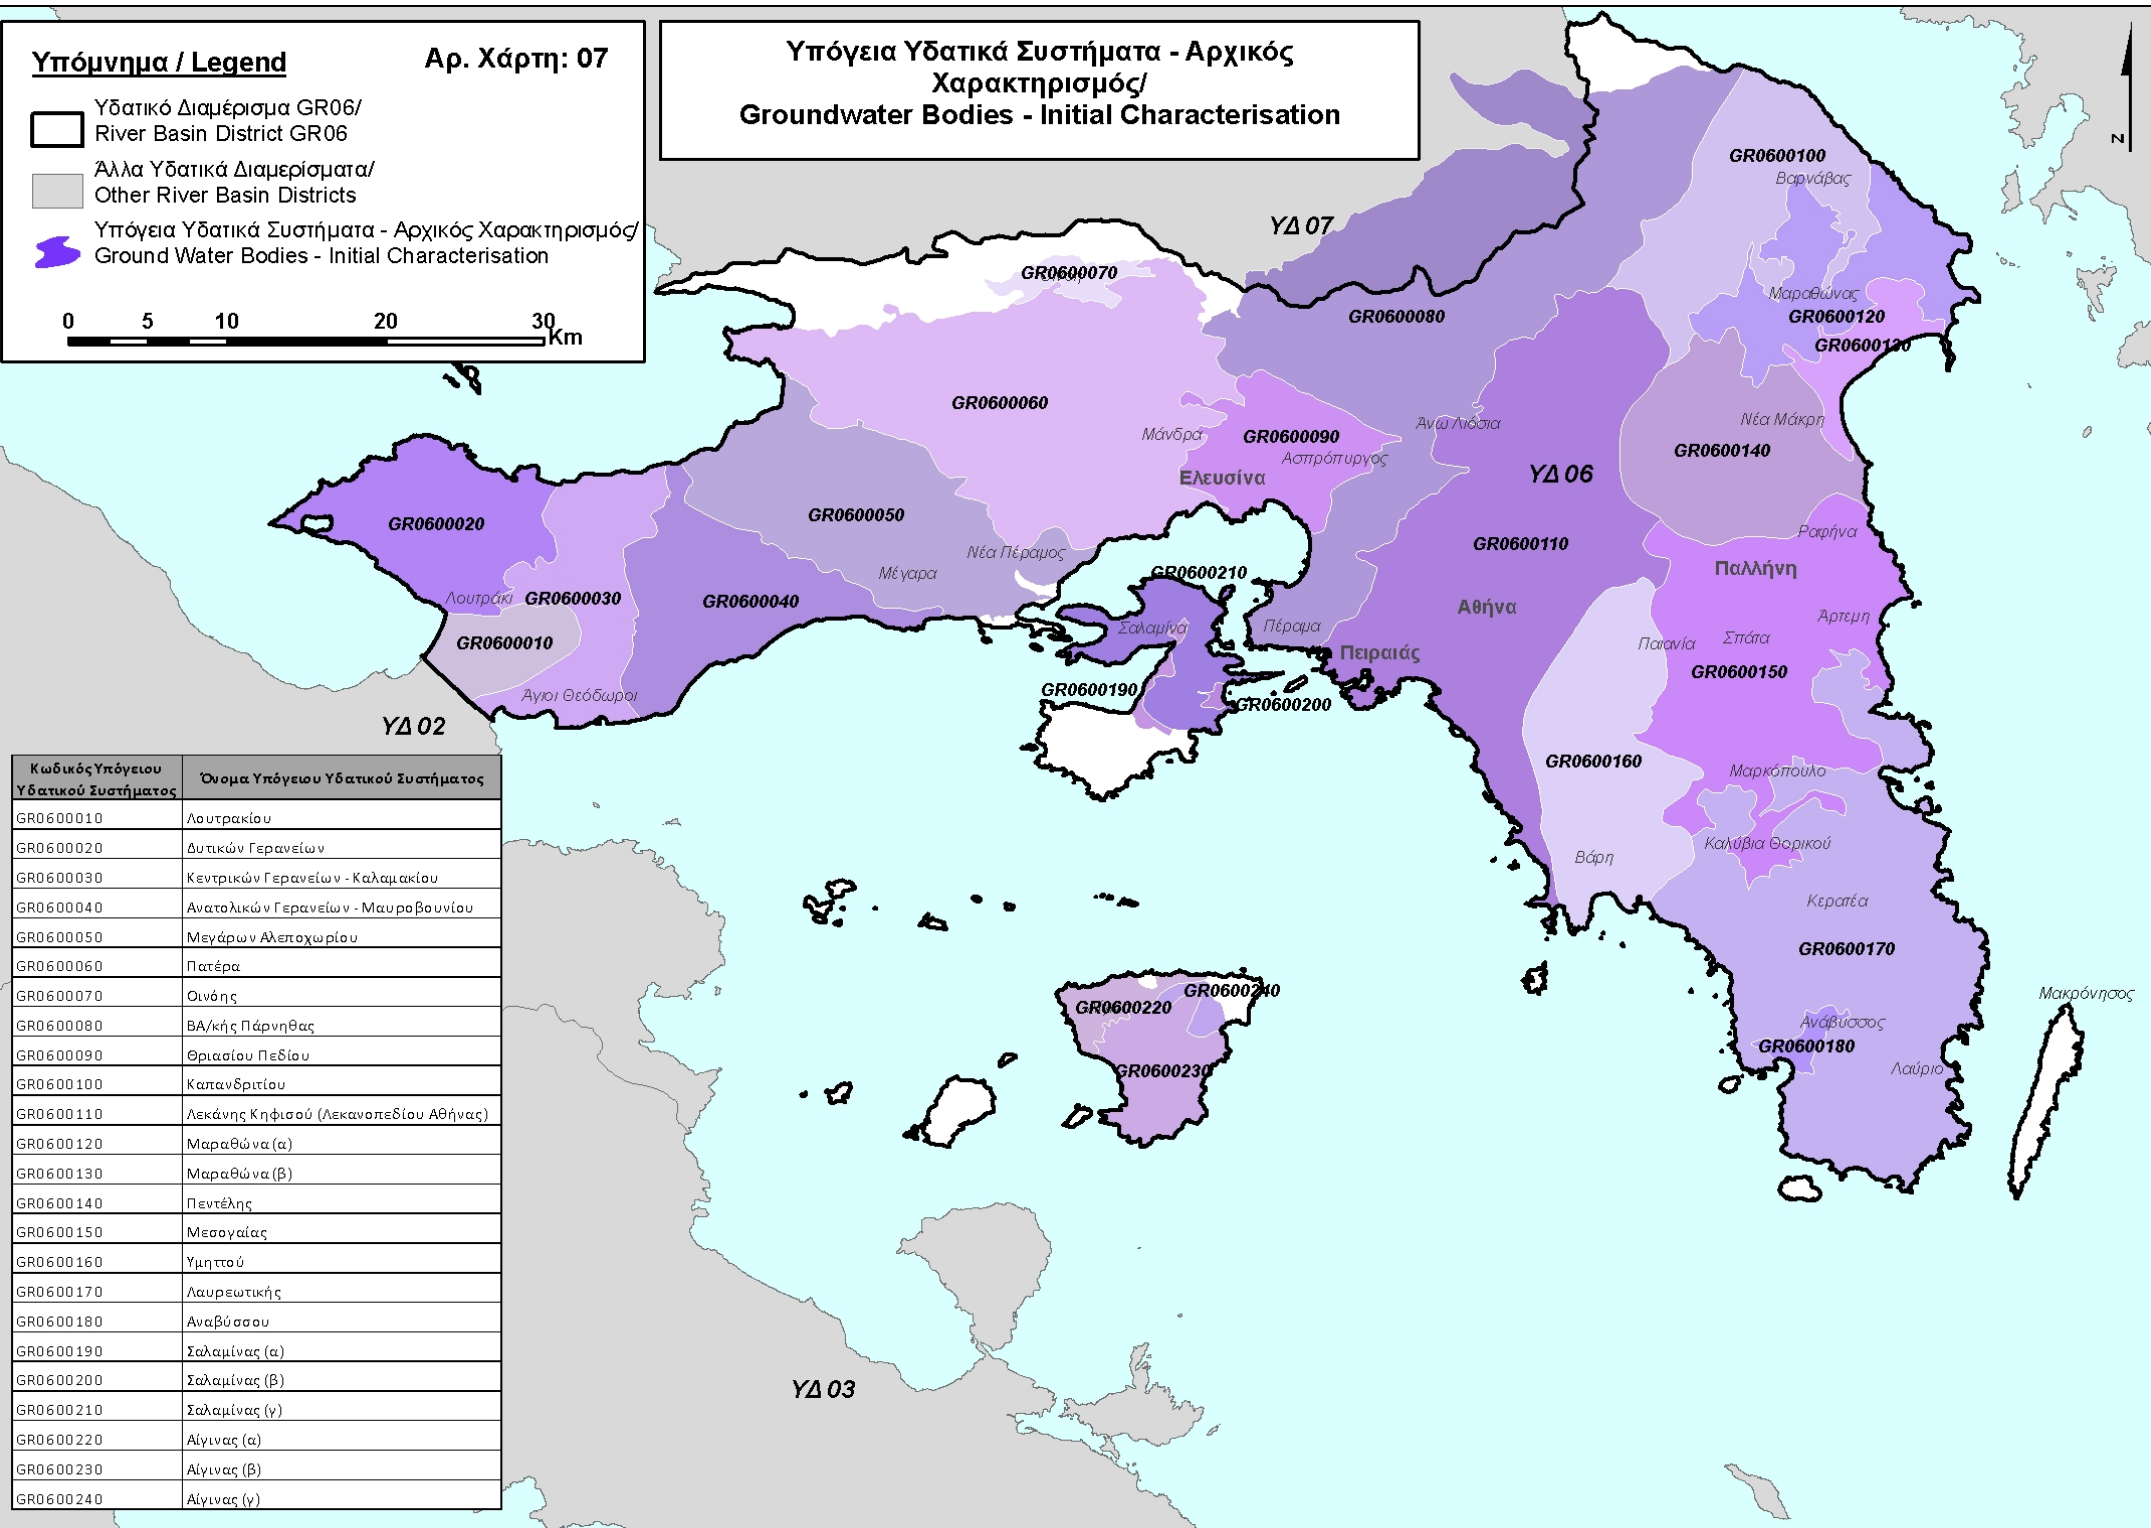 Υπόμνημα / Legend
Αρ. Χάρτη: 07
Υδατικό Διαμέρισμα GR06/
River Basin District GR06
Άλλα Υδατικά Διαμερίσματα/
Other River Basin Districts
Υπόγεια Υδατικά Συστήματα - Αρχικός Χαρακτηρισμός/
Ground Water Bodies - Initial Characterisation
0 5 10 20 30
Km
Υπόγεια Υδατικά Συστήματα - Αρχικός
Χαρακτηρισμός/
Groundwater Bodies - Initial Characterisation
N
GR0600100
Βαρνάβας
ΥΔ 07
GR0600070
Μαραθώνας
GR0600080
GR0600120
GR0600130
GR0600060
Μάνδρα
GR0600090
Ασπρόπυργος
Άνω Λιόσια
Νέα Μάκρη
GR0600140
Ελευσίνα
ΥΔ 06
GR0600020
GR0600050
Ραφήνα
Νέα Πέραμος
GR0600110
Μέγαρα
GR0600210
Παλλήνη
Λουτράκι
GR0600030
GR0600040
Αθήνα
Άρτεμη
Σαλαμίνα
Πέραμα
GR0600010
Πειραιάς
Παιανία
Σπάτα
GR0600150
Άγιοι Θεόδωροι
GR0600190
GR0600200
ΥΔ 02
GR0600160
Μαρκόπουλο
Καλύβια Θορικού
Βάρη
Κερατέα
GR0600170
GR0600240
GR0600220
Μακρόνησος
Ανάβυσσος
GR0600180
GR0600230
Λαύριο
ΥΔ 03
Κωδικός Υπόγειου
Υδατικού Συστήματος
Όνομα Υπόγειου Υδατικού Συστήματος
GR0600010 Λουτρακίου
GR0600020 Δυτικών Γερανείων
GR0600030 Κεντρικών Γερανείων - Καλαμακίου
GR0600040 Ανατολικών Γερανείων - Μαυροβουνίου
GR0600050 Μεγάρων Αλεποχωρίου
GR0600060 Πατέρα
GR0600070 Οινόης
GR0600080 ΒΑ/κής Πάρνηθας
GR0600090 Θριασίου Πεδίου
GR0600100 Καπανδριτίου
GR0600110 Λεκάνης Κηφισού (Λεκανοπεδίου Αθήνας)
GR0600120 Μαραθώνα (α)
GR0600130 Μαραθώνα (β)
GR0600140 Πεντέλης
GR0600150 Μεσογαίας
GR0600160 Υμηττού
GR0600170 Λαυρεωτικής
GR0600180 Αναβύσσου
GR0600190 Σαλαμίνας (α)
GR0600200 Σαλαμίνας (β)
GR0600210 Σαλαμίνας (γ)
GR0600220 Αίγινας (α)
GR0600230 Αίγινας (β)
GR0600240 Αίγινας (γ)